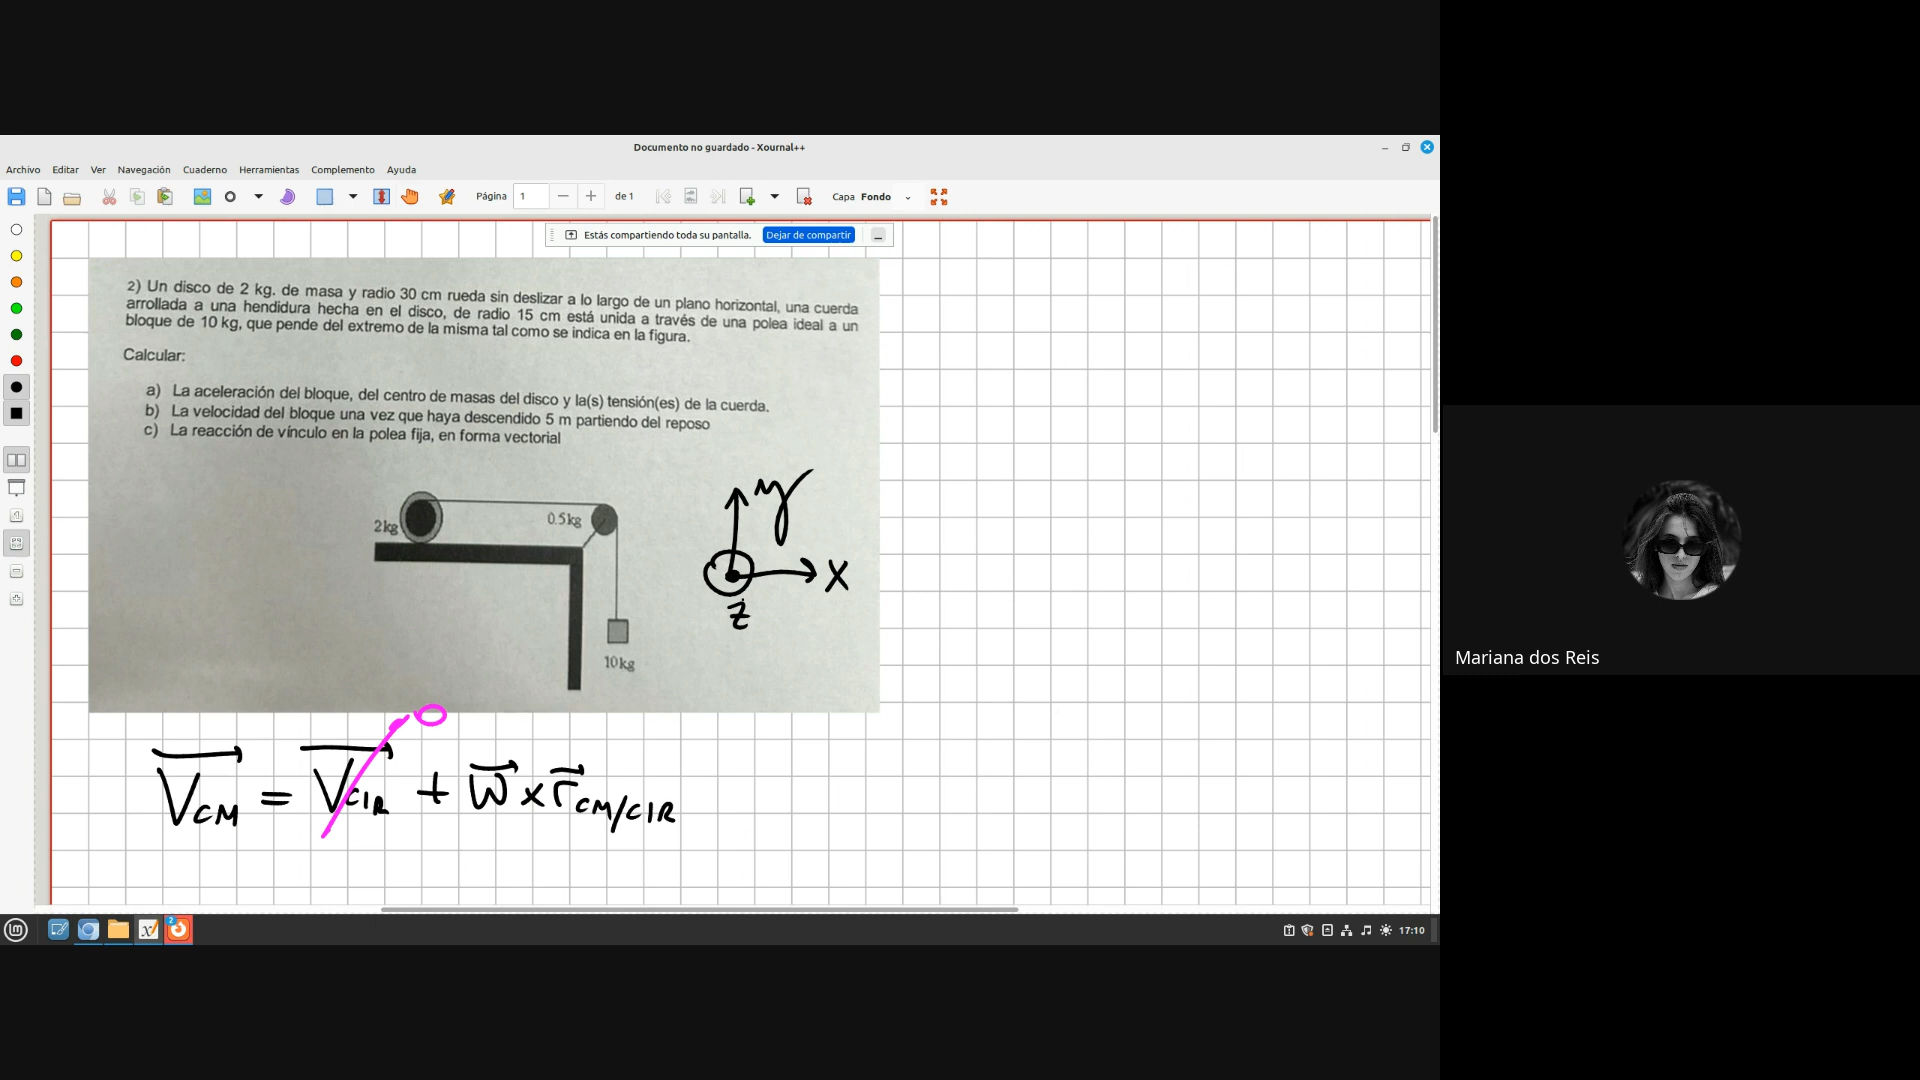 Documento no guardado - Xournal++
Archivo Editar Ver Navegación Cuaderno Herramientas Complemento Ayuda
Página 1 de 1 Capa Fondo
Estás compartiendo toda su pantalla. Dejar de compartir
2) Un disco de 2 kg. de masa y radio 30 cm rueda sin deslizar a lo largo de un plano horizontal, una cuerda
arrollada a una hendidura hecha en el disco, de radio 15 cm está unida a través de una polea ideal a un
bloque de 10 kg, que pende del extremo de la misma tal como se indica en la figura.
Calcular:
a) La aceleración del bloque, del centro de masas del disco y la(s) tensión(es) de la cuerda.
b) La velocidad del bloque una vez que haya descendido 5 m partiendo del reposo
c) La reacción de vínculo en la polea fija, en forma vectorial
2kg
0.5kg
10kg
y
x
z
V⃗CM = V⃗CIR + ω⃗ x r⃗CM/CIR
0
Mariana dos Reis
2
17:10